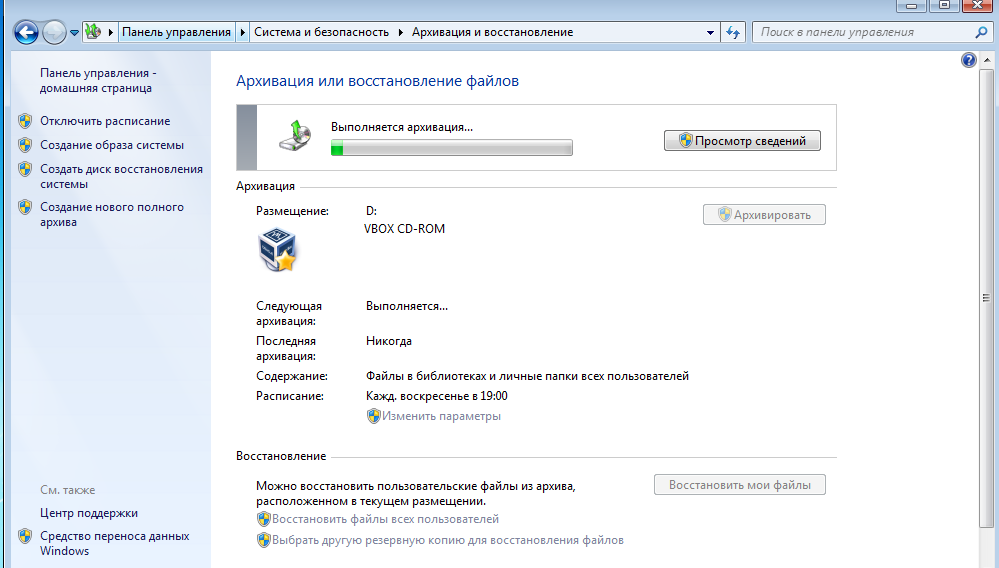 Панель управления
Система и безопасность
Архивация и восстановление
Поиск в панели управления
Панель управления -
домашняя страница
Отключить расписание
Создание образа системы
Создать диск восстановления
системы
Создание нового полного
архива
Архивация или восстановление файлов
Выполняется архивация...
Просмотр сведений
Архивация
Размещение:
D:
VBOX CD-ROM
Архивировать
Следующая
архивация:
Выполняется...
Последняя
архивация:
Никогда
Содержание:
Файлы в библиотеках и личные папки всех пользователей
Расписание:
Кажд. воскресенье в 19:00
Изменить параметры
Восстановление
Можно восстановить пользовательские файлы из архива,
расположенном в текущем размещении.
Восстановить мои файлы
Восстановить файлы всех пользователей
Выбрать другую резервную копию для восстановления файлов
См. также
Центр поддержки
Средство переноса данных
Windows